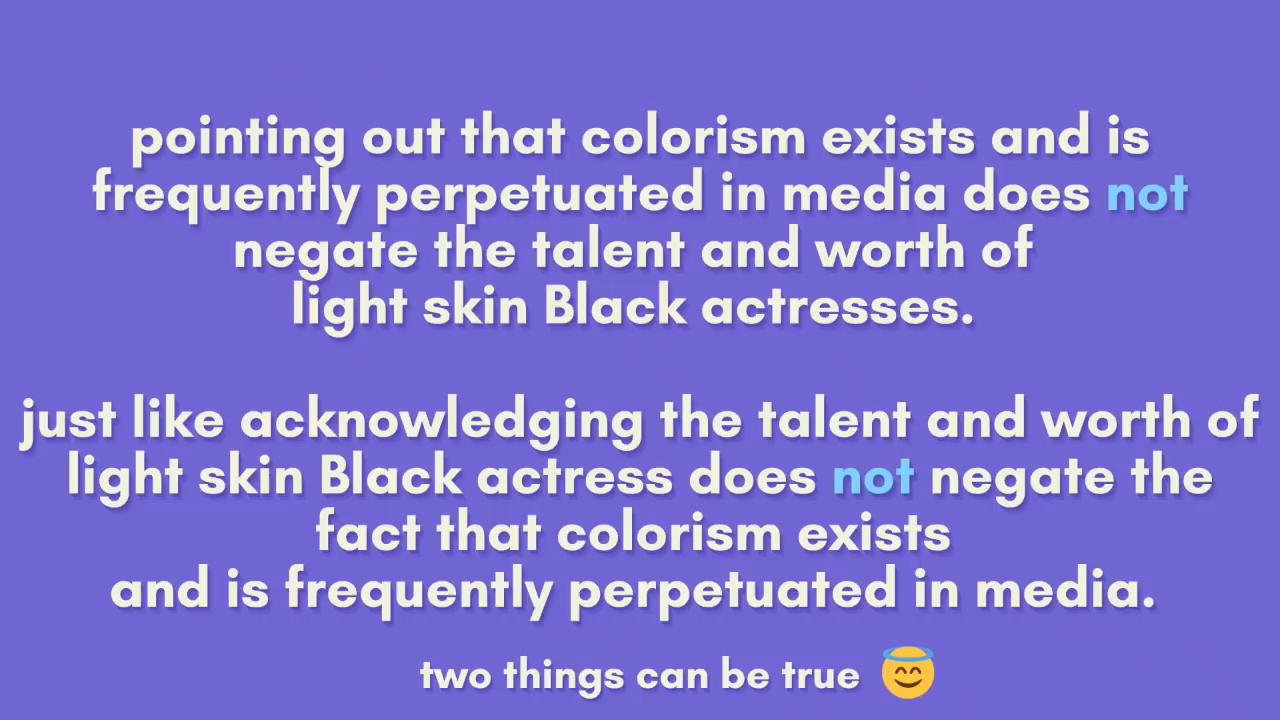 pointing out that colorism exists and is
frequently perpetuated in media does not
negate the talent and worth of
light skin Black actresses.
just like acknowledging the talent and worth of
light skin Black actress does not negate the
fact that colorism exists
and is frequently perpetuated in media.
two things can be true 😇